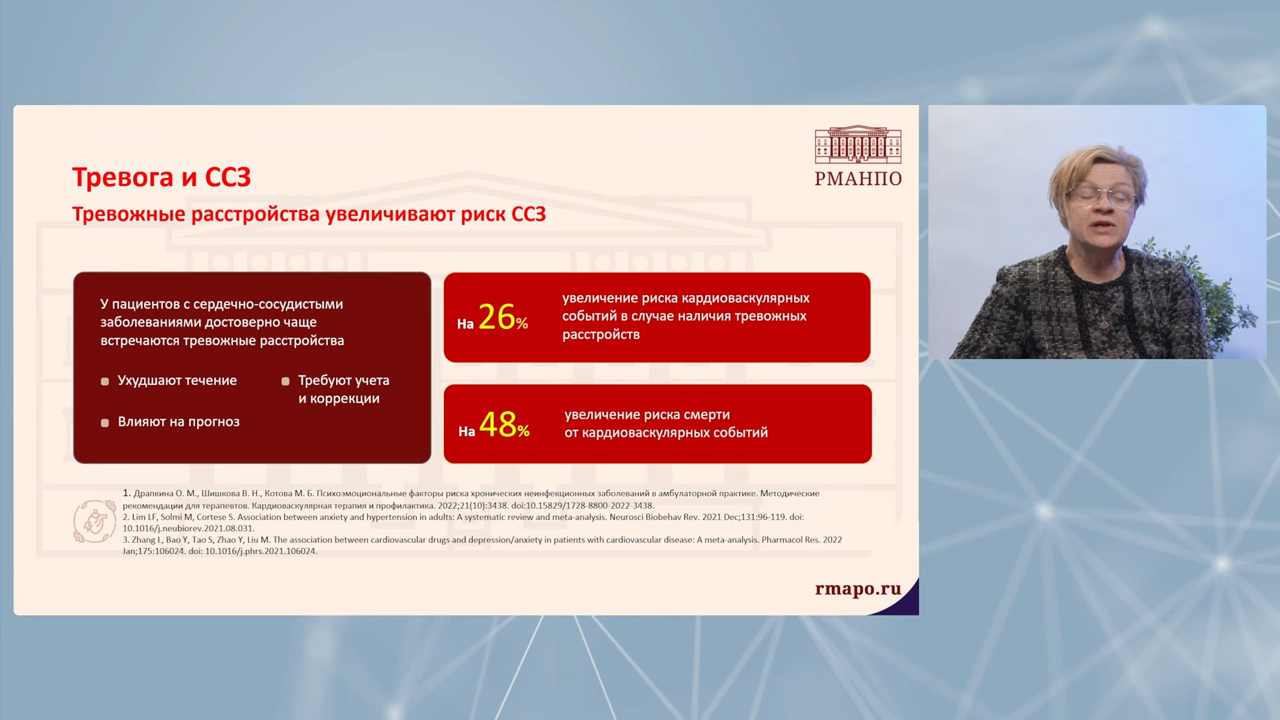 РМАНПО
Тревога и ССЗ
Тревожные расстройства увеличивают риск ССЗ
У пациентов с сердечно-сосудистыми
заболеваниями достоверно чаще
встречаются тревожные расстройства
Ухудшают течение
Влияют на прогноз
Требуют учета
и коррекции
На 26%
увеличение риска кардиоваскулярных
событий в случае наличия тревожных
расстройств
На 48%
увеличение риска смерти
от кардиоваскулярных событий
1. Драпкина О. М., Шишкова В. Н., Котова М. Б. Психоэмоциональные факторы риска хронических неинфекционных заболеваний в амбулаторной практике. Методические
рекомендации для терапевтов. Кардиоваскулярная терапия и профилактика. 2022;21(10):3438. doi:10.15829/1728-8800-2022-3438.
2. Lim LF, Solmi M, Cortese S. Association between anxiety and hypertension in adults: A systematic review and meta-analysis. Neurosci Biobehav Rev. 2021 Dec;131:96-119. doi:
10.1016/j.neubiorev.2021.08.031.
3. Zhang L, Bao Y, Tao S, Zhao Y, Liu M. The association between cardiovascular drugs and depression/anxiety in patients with cardiovascular disease: A meta-analysis. Pharmacol Res. 2022
Jan;175:106024. doi: 10.1016/j.phrs.2021.106024.
rmapo.ru